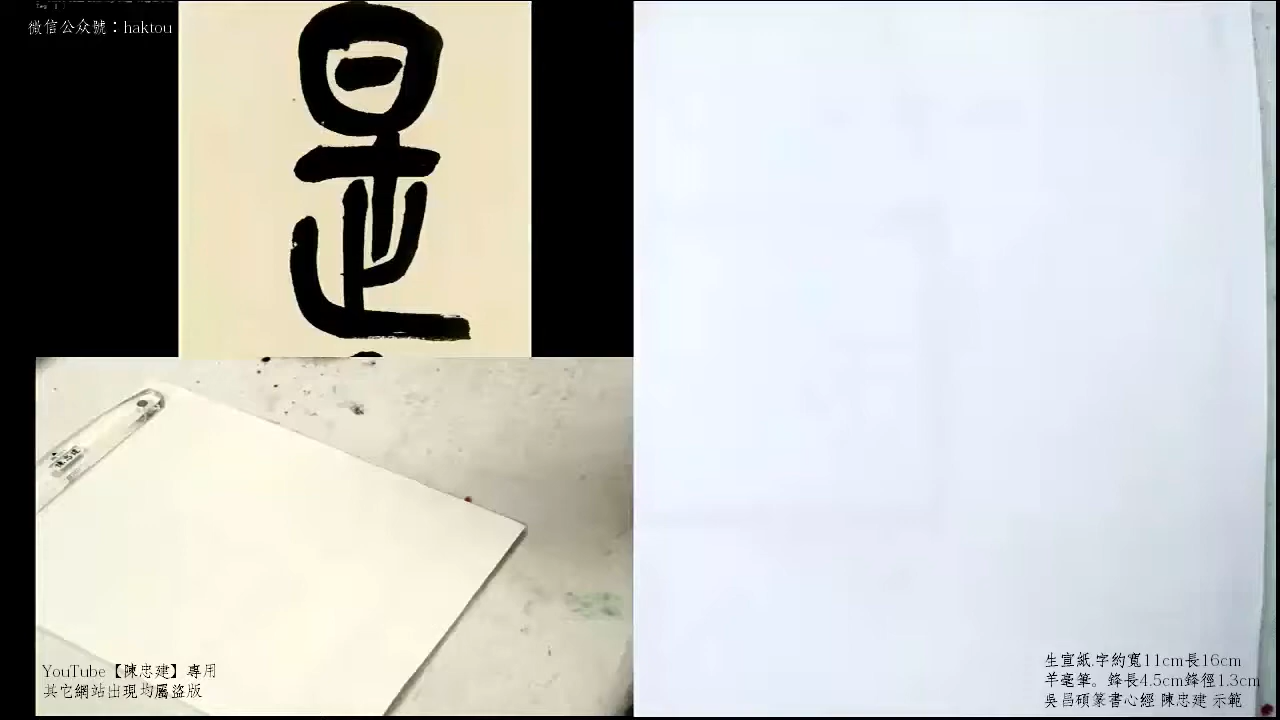 微信公众號：haktou
是
YouTube【陳忠建】專用
其它網站出現均屬盜版
生宣紙.字約寬11cm長16cm
羊毫筆。鋒長4.5cm鋒徑1.3cm
吳昌碩篆書心經 陳忠建 示範